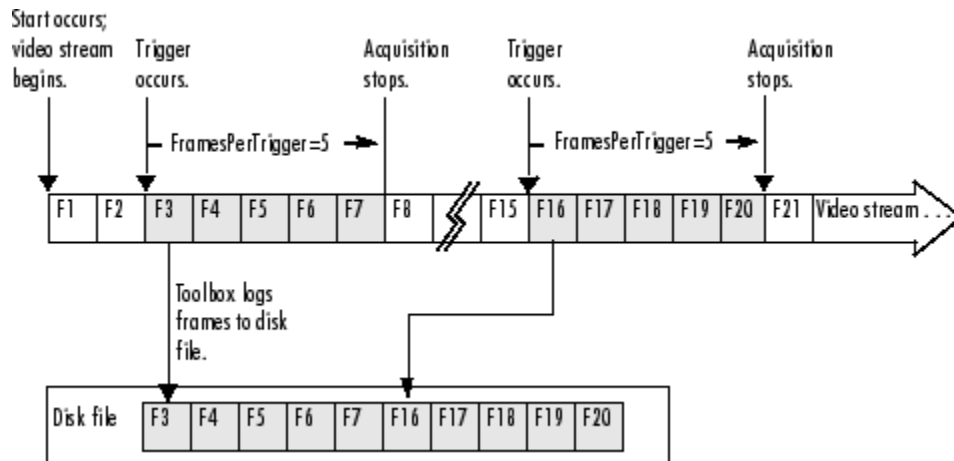 Start occurs;
video stream
begins.
Trigger
occurs.
Acquisition
stops.
Trigger
occurs.
Acquisition
stops.
FramesPerTrigger=5
FramesPerTrigger=5
F1 F2 F3 F4 F5 F6 F7 F8 F15 F16 F17 F18 F19 F20 F21 Video stream . . .
Toolbox logs
frames to disk
file.
Disk file F3 F4 F5 F6 F7 F16 F17 F18 F19 F20